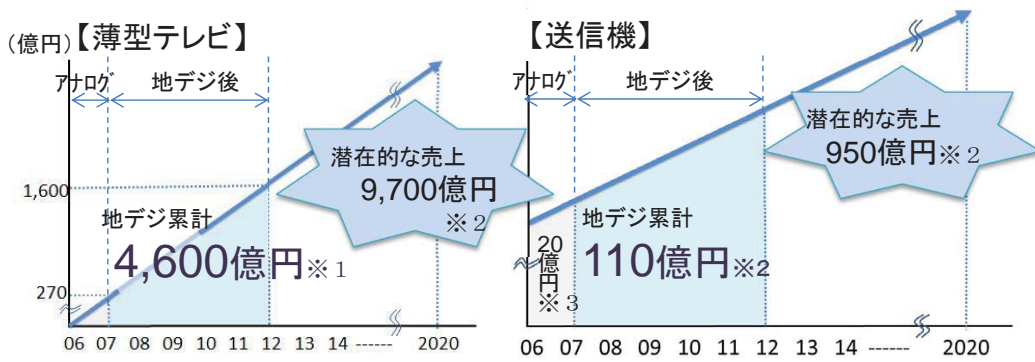 (億円)【薄型テレビ】
アナログ
地デジ後
潜在的な売上
9,700億円
※2
1,600
地デジ累計
4,600億円※1
270
06 07 08 09 10 11 12 13 14 ------ 2020
【送信機】
アナログ
地デジ後
潜在的な売上
950億円※2
地デジ累計
110億円※2
20
億
円
※3
06 07 08 09 10 11 12 13 14 ------ 2020